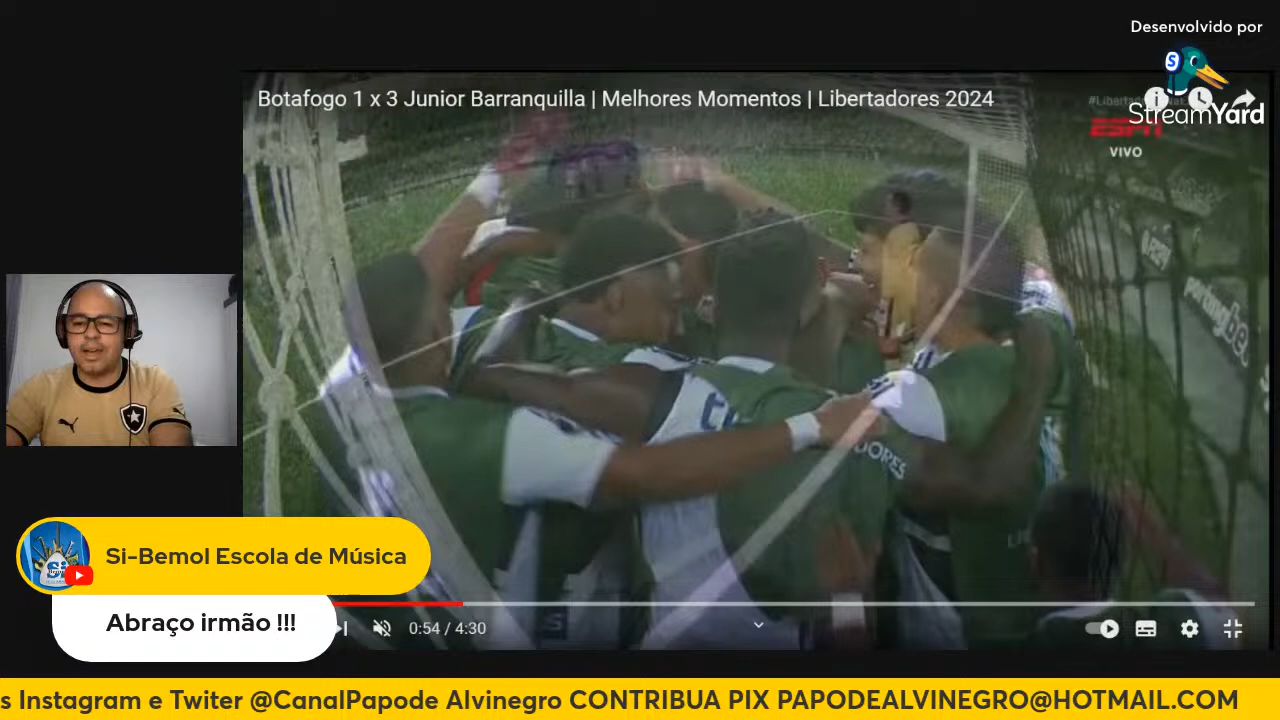 Desenvolvido por
StreamYard
Botafogo 1 x 3 Junior Barranquilla | Melhores Momentos | Libertadores 2024
ESPN
VIVO
Si-Bemol Escola de Música
Abraço irmão !!!
0:54 / 4:30
s Instagram e Twiter @CanalPapode Alvinegro CONTRIBUA PIX PAPODEALVINEGRO@HOTMAIL.COM